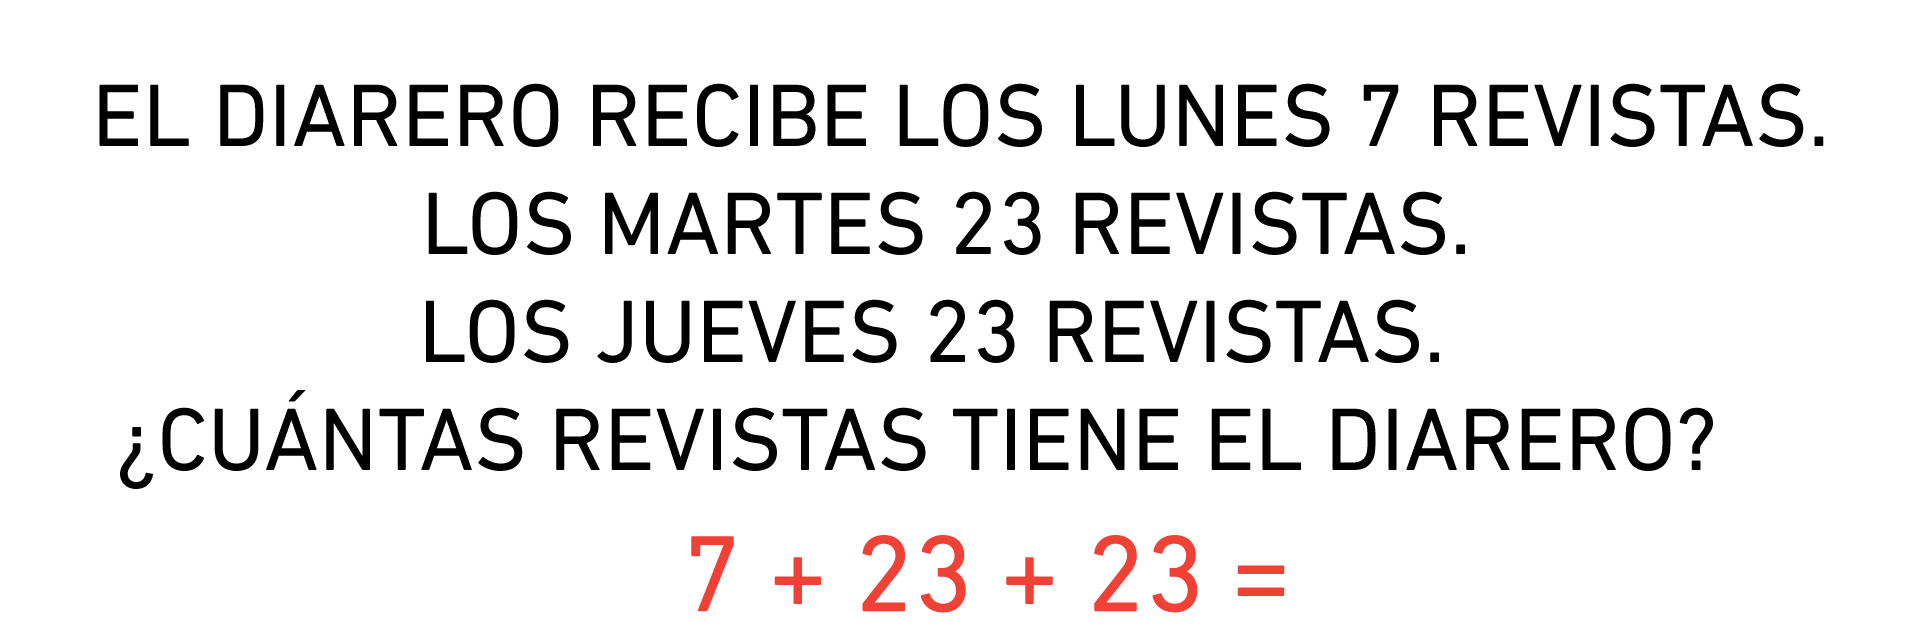 EL DIARERO RECIBE LOS LUNES 7 REVISTAS.
LOS MARTES 23 REVISTAS.
LOS JUEVES 23 REVISTAS.
¿CUÁNTAS REVISTAS TIENE EL DIARERO?
7 + 23 + 23 =